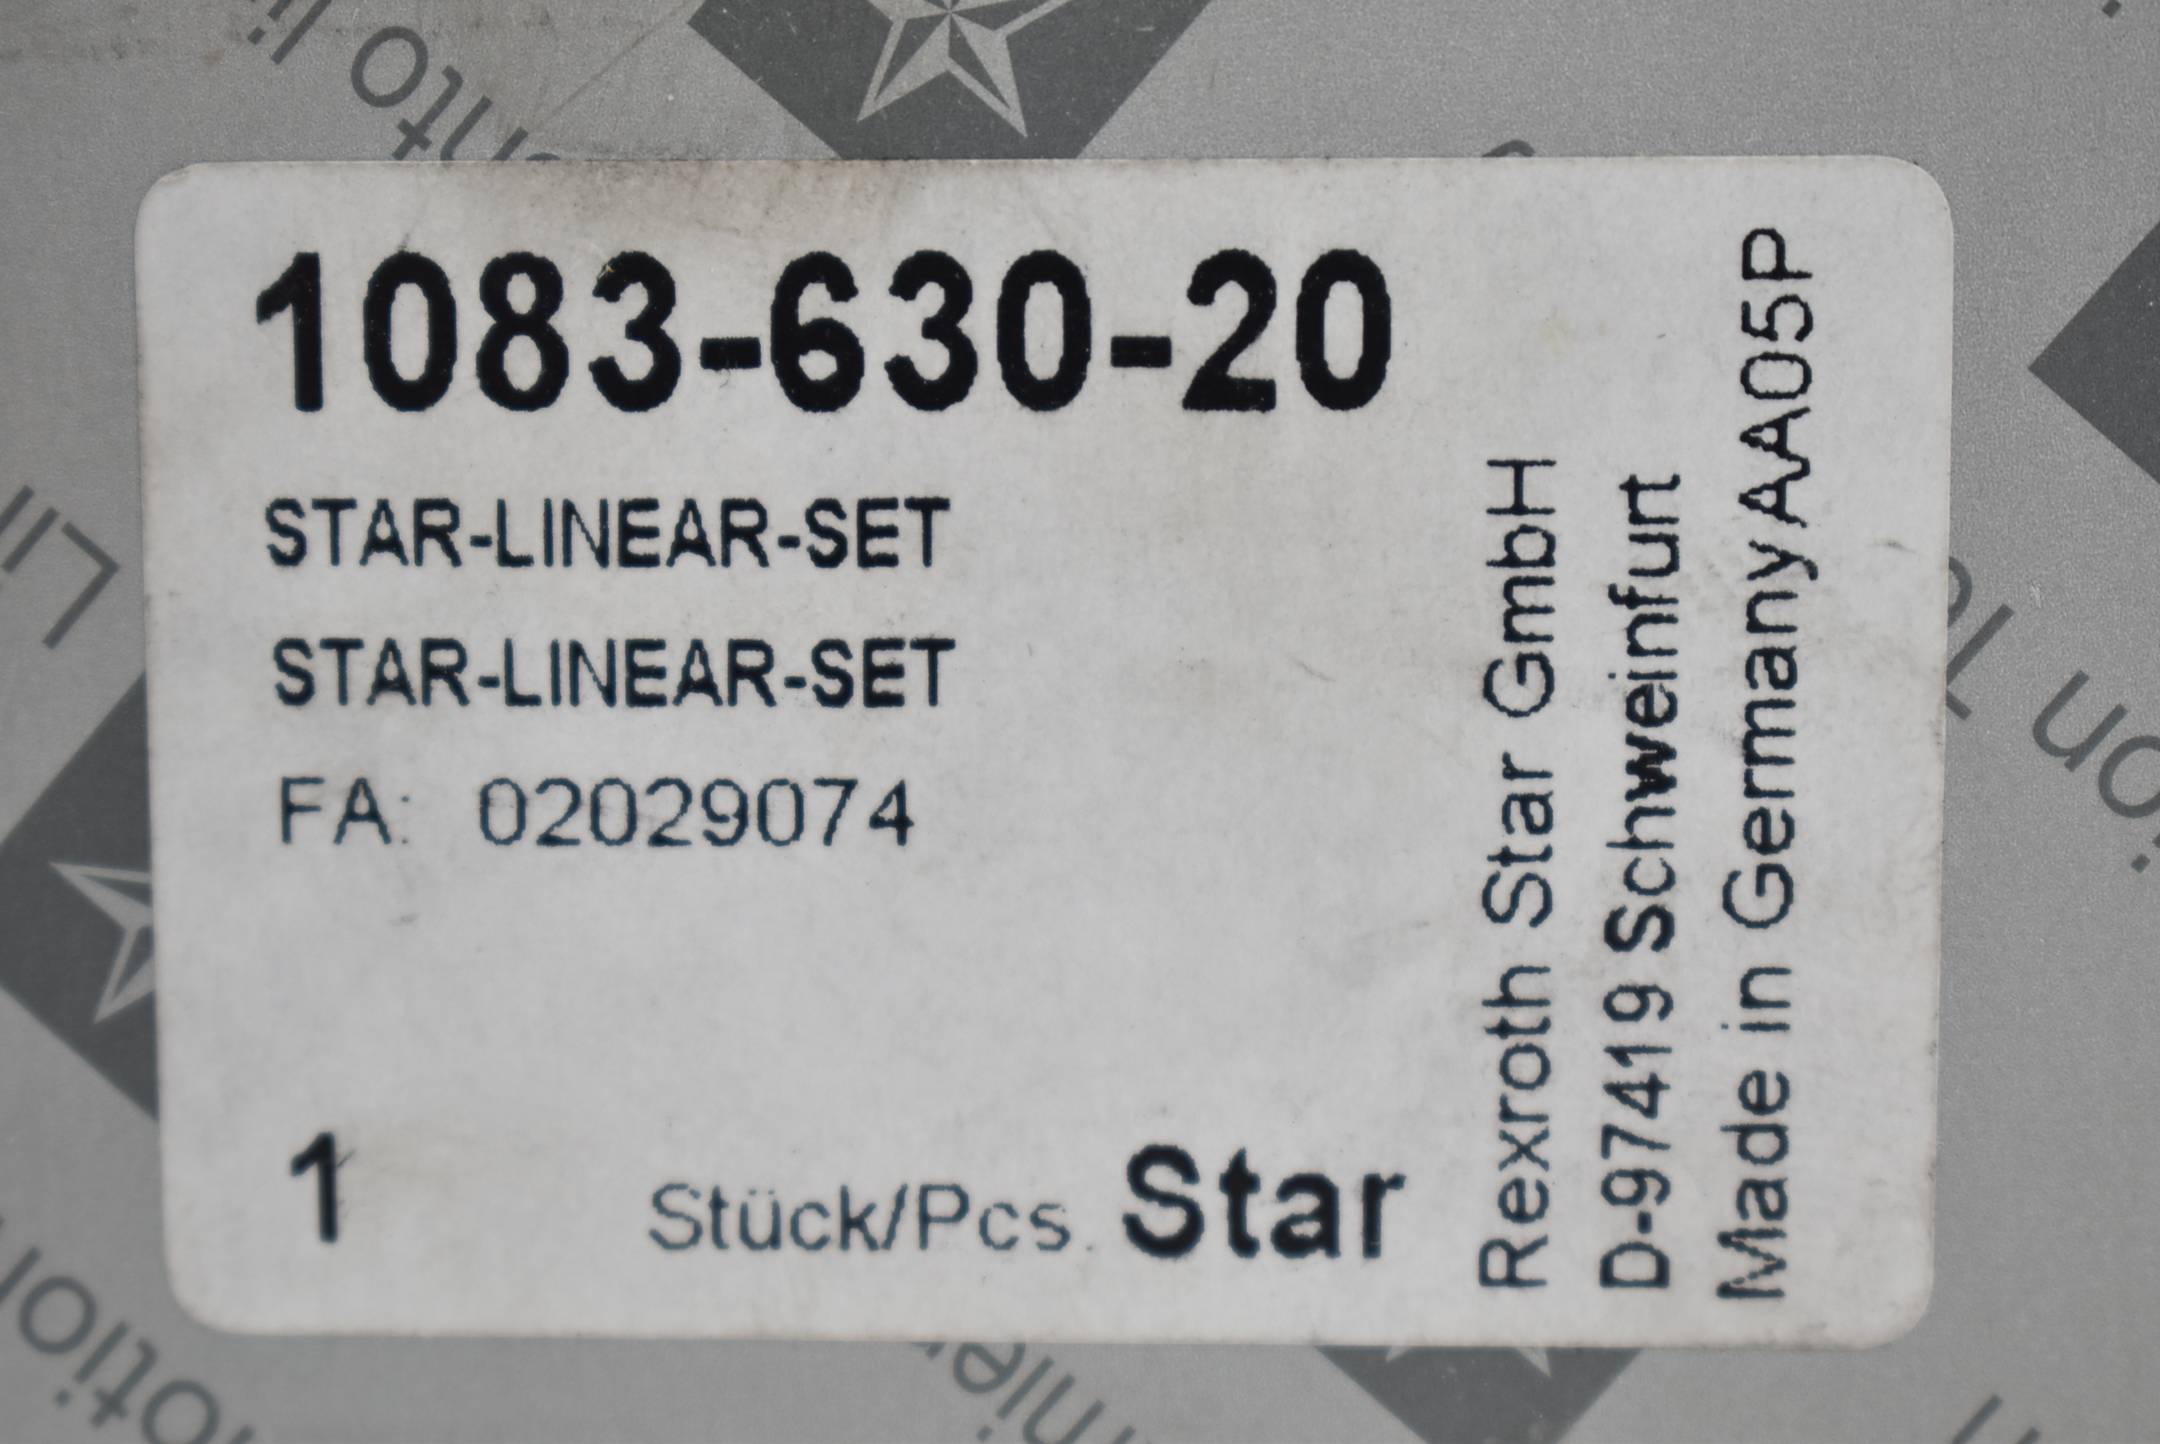 1083-630-20
STAR-LINEAR-SET
STAR-LINEAR-SET
FA: 02029074
1 Stück/Pcs. Star
Rexroth Star GmbH
D-97419 Schweinfurt
Made in Germany AA05P